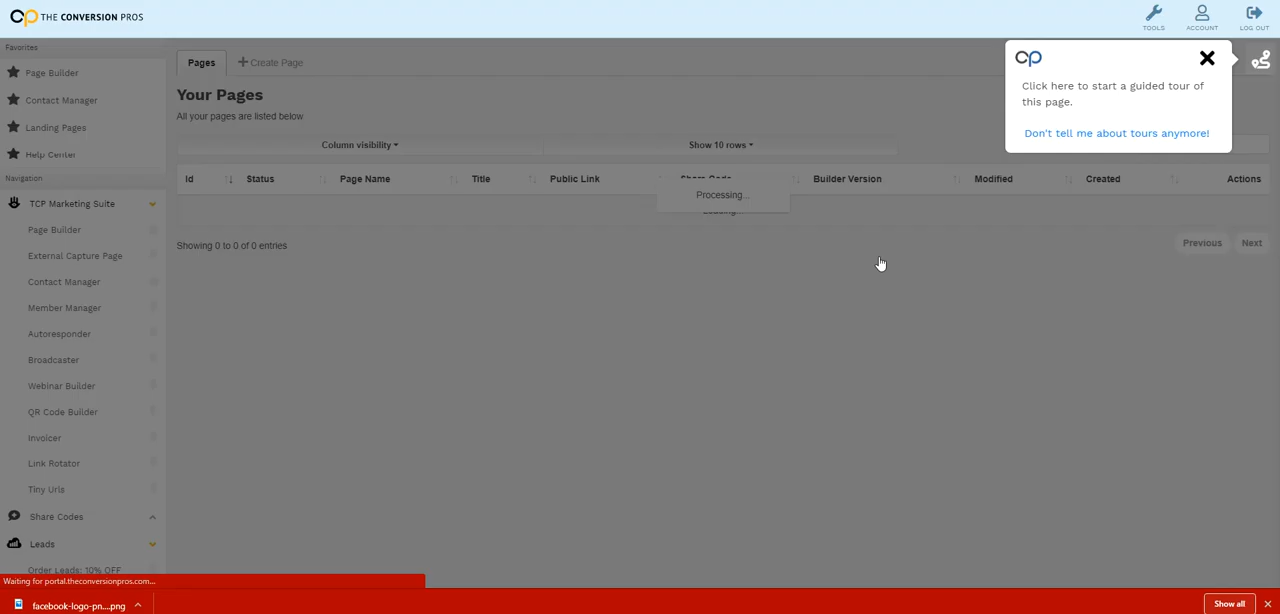 cp THE CONVERSION PROS
TOOLS
ACCOUNT
LOG OUT
Favorites
Page Builder
Contact Manager
Landing Pages
Help Center
Navigation
TCP Marketing Suite
Page Builder
External Capture Page
Contact Manager
Member Manager
Autoresponder
Broadcaster
Webinar Builder
QR Code Builder
Invoicer
Link Rotator
Tiny Urls
Share Codes
Leads
Order Leads: 10% OFF
Pages
Create Page
Your Pages
All your pages are listed below
Column visibility
Show 10 rows
Id Status Page Name Title Public Link Share Code Builder Version Modified Created Actions
Processing...
Loading...
Showing 0 to 0 of 0 entries
Previous
Next
cp
Click here to start a guided tour of
this page.
Don't tell me about tours anymore!
Waiting for portal.theconversionpros.com...
facebook-logo-pn....png
Show all